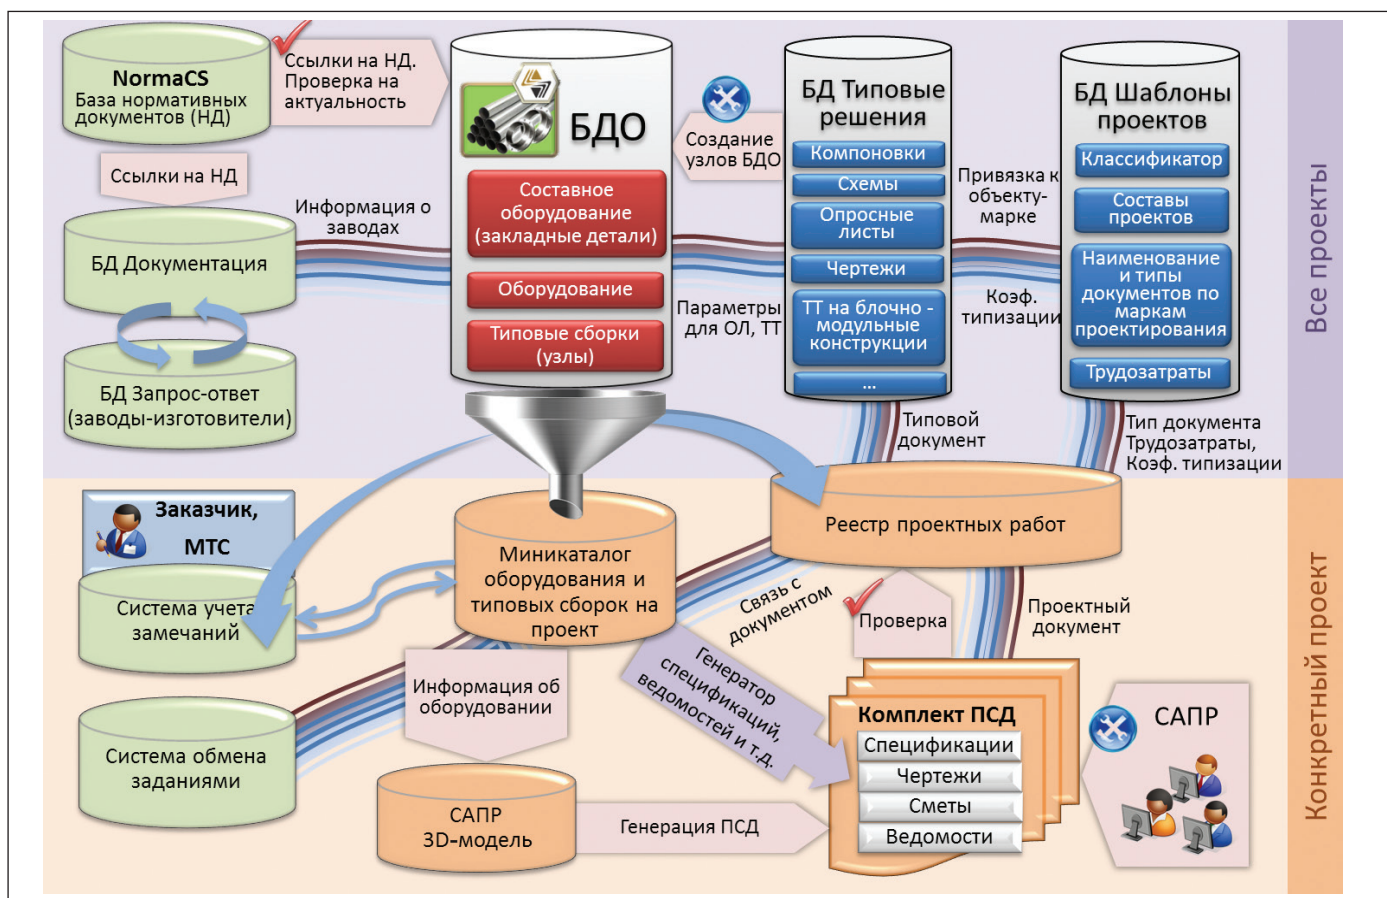 NormaCS
База нормативных
документов (НД)
Ссылки на НД.
Проверка на
актуальность
Ссылки на НД
БД Документация
БД Запрос-ответ
(заводы-изготовители)
Информация о
заводах
БДО
Составное
оборудование
(закладные детали)
Оборудование
Типовые сборки
(узлы)
Создание
узлов БДО
Параметры
для ОЛ, ТТ
БД Типовые
решения
Компоновки
Схемы
Опросные
листы
Чертежи
ТТ на блочно -
модульные
конструкции
...
Привязка к
объекту-
марке
Коэф.
типизации
БД Шаблоны
проектов
Классификатор
Составы
проектов
Наименование
и типы
документов по
маркам
проектирования
Трудозатраты
Все проекты
Типовой
документ
Тип документа
Трудозатраты,
Коэф. типизации
Заказчик,
МТС
Система учета
замечаний
Система обмена
заданиями
Миникаталог
оборудования и
типовых сборок на
проект
Реестр проектных работ
Связь с
документом
Проверка
Проектный
документ
Информация об
оборудовании
Генератор
спецификаций,
ведомостей и т.д.
САПР
3D-модель
Генерация ПСД
Комплект ПСД
Спецификации
Чертежи
Сметы
Ведомости
САПР
Конкретный проект